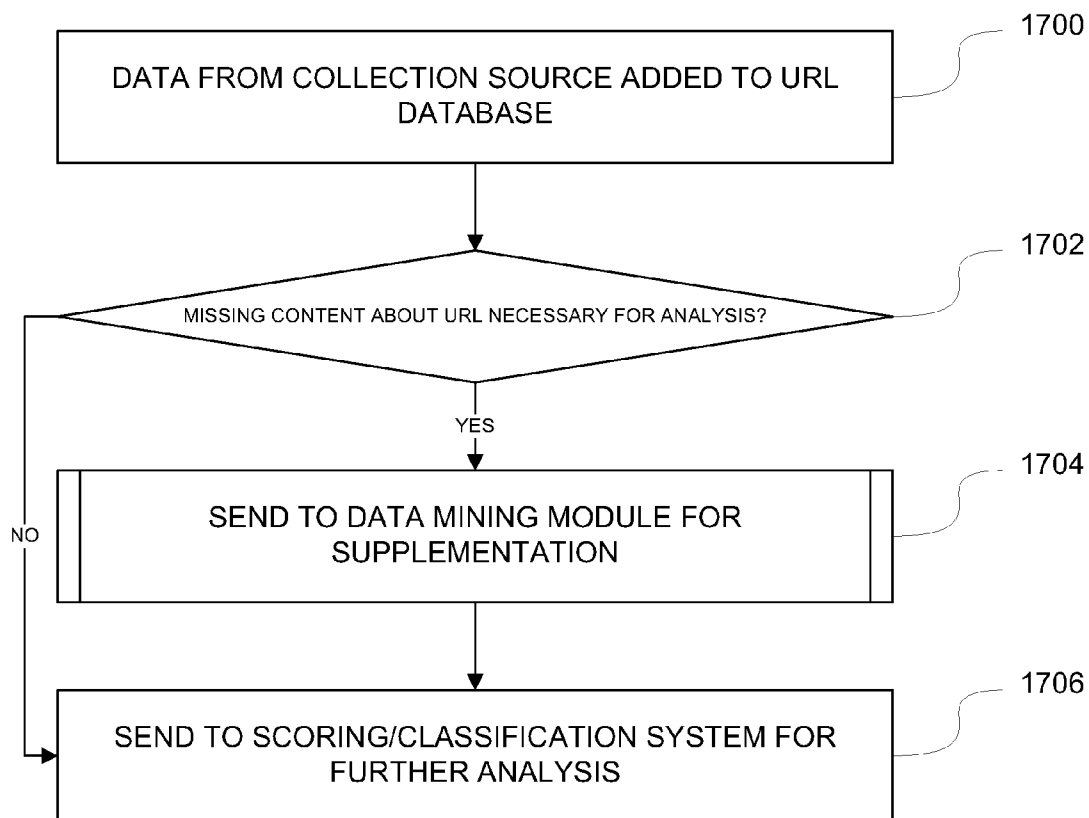 1700
DATA FROM COLLECTION SOURCE ADDED TO URL
DATABASE
1702
MISSING CONTENT ABOUT URL NECESSARY FOR ANALYSIS?
YES
1704
SEND TO DATA MINING MODULE FOR
SUPPLEMENTATION
NO
1706
SEND TO SCORING/CLASSIFICATION SYSTEM FOR
FURTHER ANALYSIS